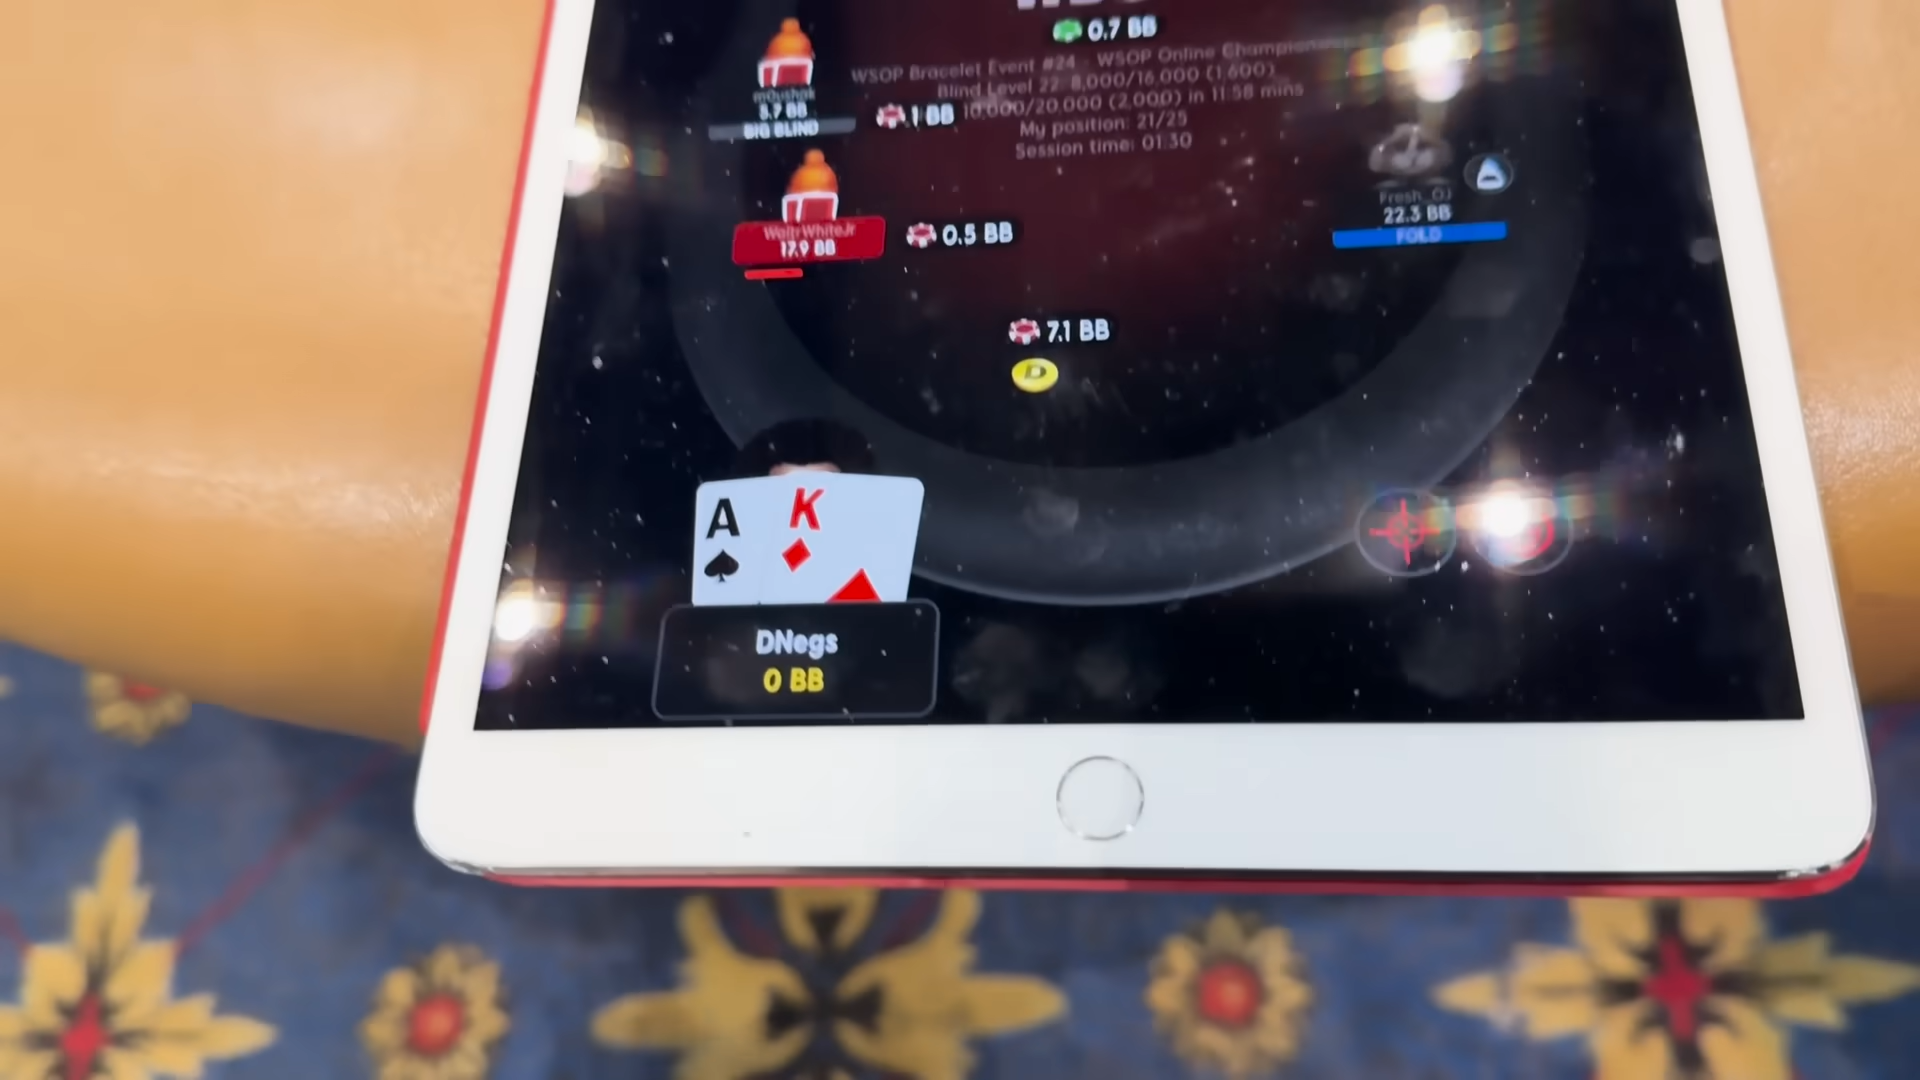 0.7 BB
WSOP Bracelet Event #24 - WSOP Online Championships
Blind Level 22: 8,000/16,000 (1,600)
10,000/20,000 (2,000) in 11:58 mins
My position: 21/25
Session time: 01:30
m0ushak
3.7 BB
BIG BLIND
1 BB
WaltrWhiteJr
17.9 BB
0.5 BB
Fresh_OJ
22.3 BB
FOLD
7.1 BB
D
A
K
DNegs
0 BB